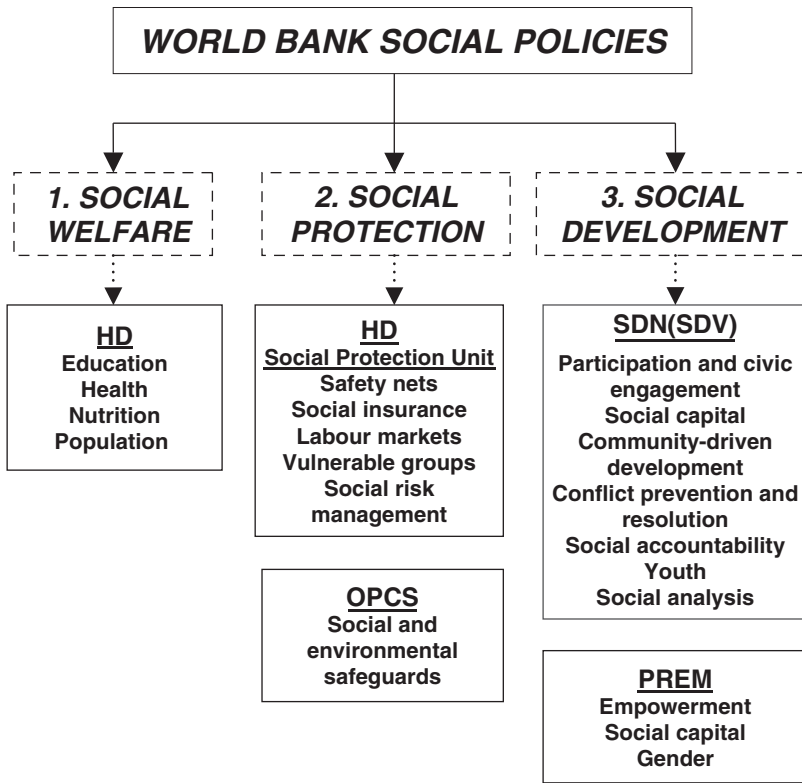 WORLD BANK SOCIAL POLICIES
1. SOCIAL
WELFARE
2. SOCIAL
PROTECTION
3. SOCIAL
DEVELOPMENT
HD
Education
Health
Nutrition
Population
HD
Social Protection Unit
Safety nets
Social insurance
Labour markets
Vulnerable groups
Social risk
management
OPCS
Social and
environmental
safeguards
SDN(SDV)
Participation and civic
engagement
Social capital
Community-driven
development
Conflict prevention and
resolution
Social accountability
Youth
Social analysis
PREM
Empowerment
Social capital
Gender